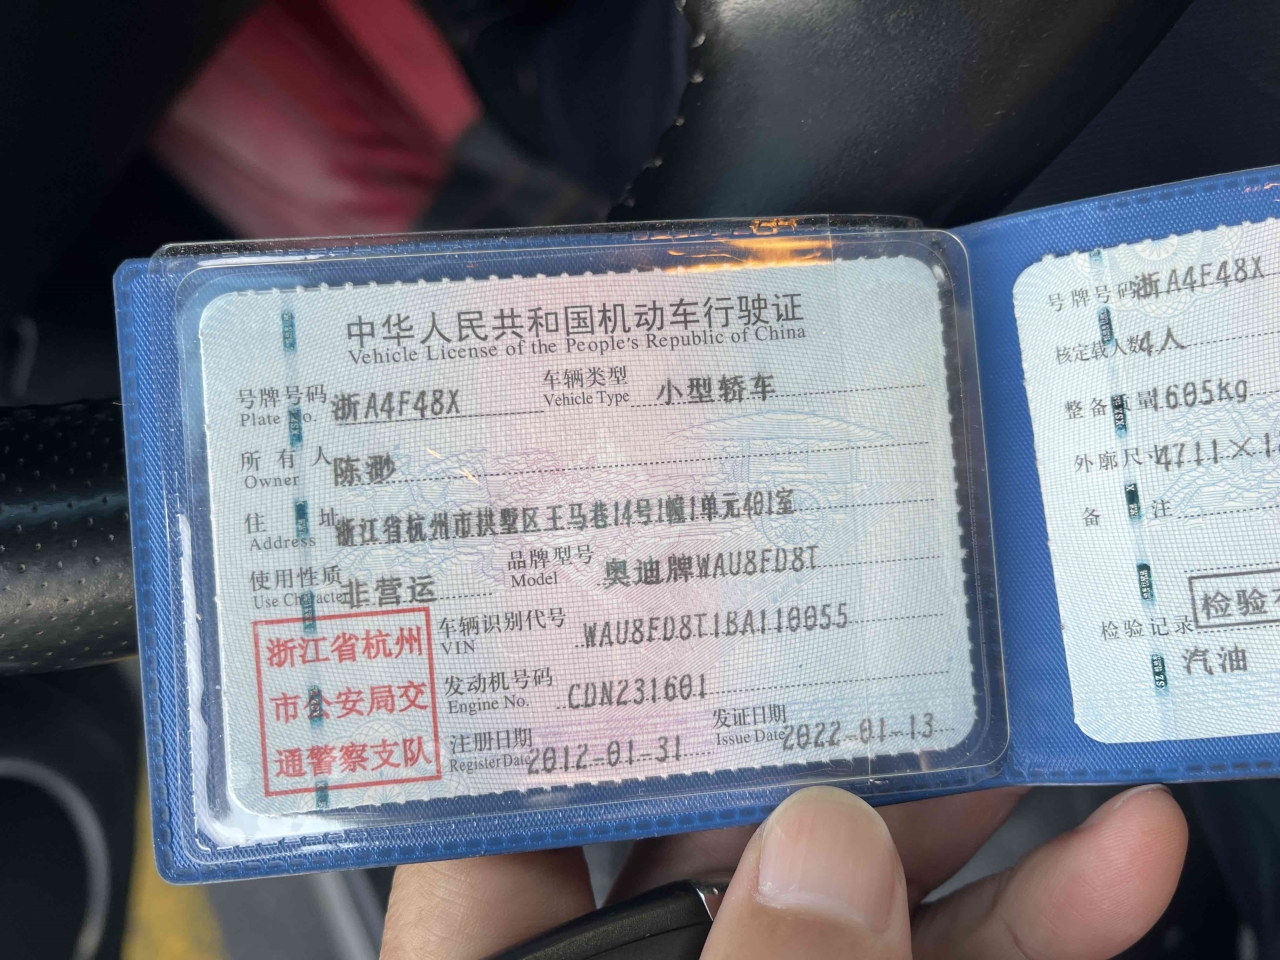 中华人民共和国机动车行驶证
Vehicle License of the People's Republic of China
号牌号码 浙A4F48X 车辆类型 小型轿车
Plate No. Vehicle Type
所有人 陈渺
Owner
住址 浙江省杭州市拱墅区王马巷14号1幢1单元401室
Address
使用性质 非营运 品牌型号 奥迪牌WAU8FD8T
Use Character Model
浙江省杭州
市公安局交
通警察支队
车辆识别代号 WAU8FD8T1BA110055
VIN
发动机号码 CDN231601
Engine No.
注册日期 2012-01-31 发证日期 2022-01-13
Register Date Issue Date
号牌号码 浙A4F48X
核定载人数 4人
整备质量 1605kg
外廓尺寸 4711×1
备注
检验
检验记录
汽油